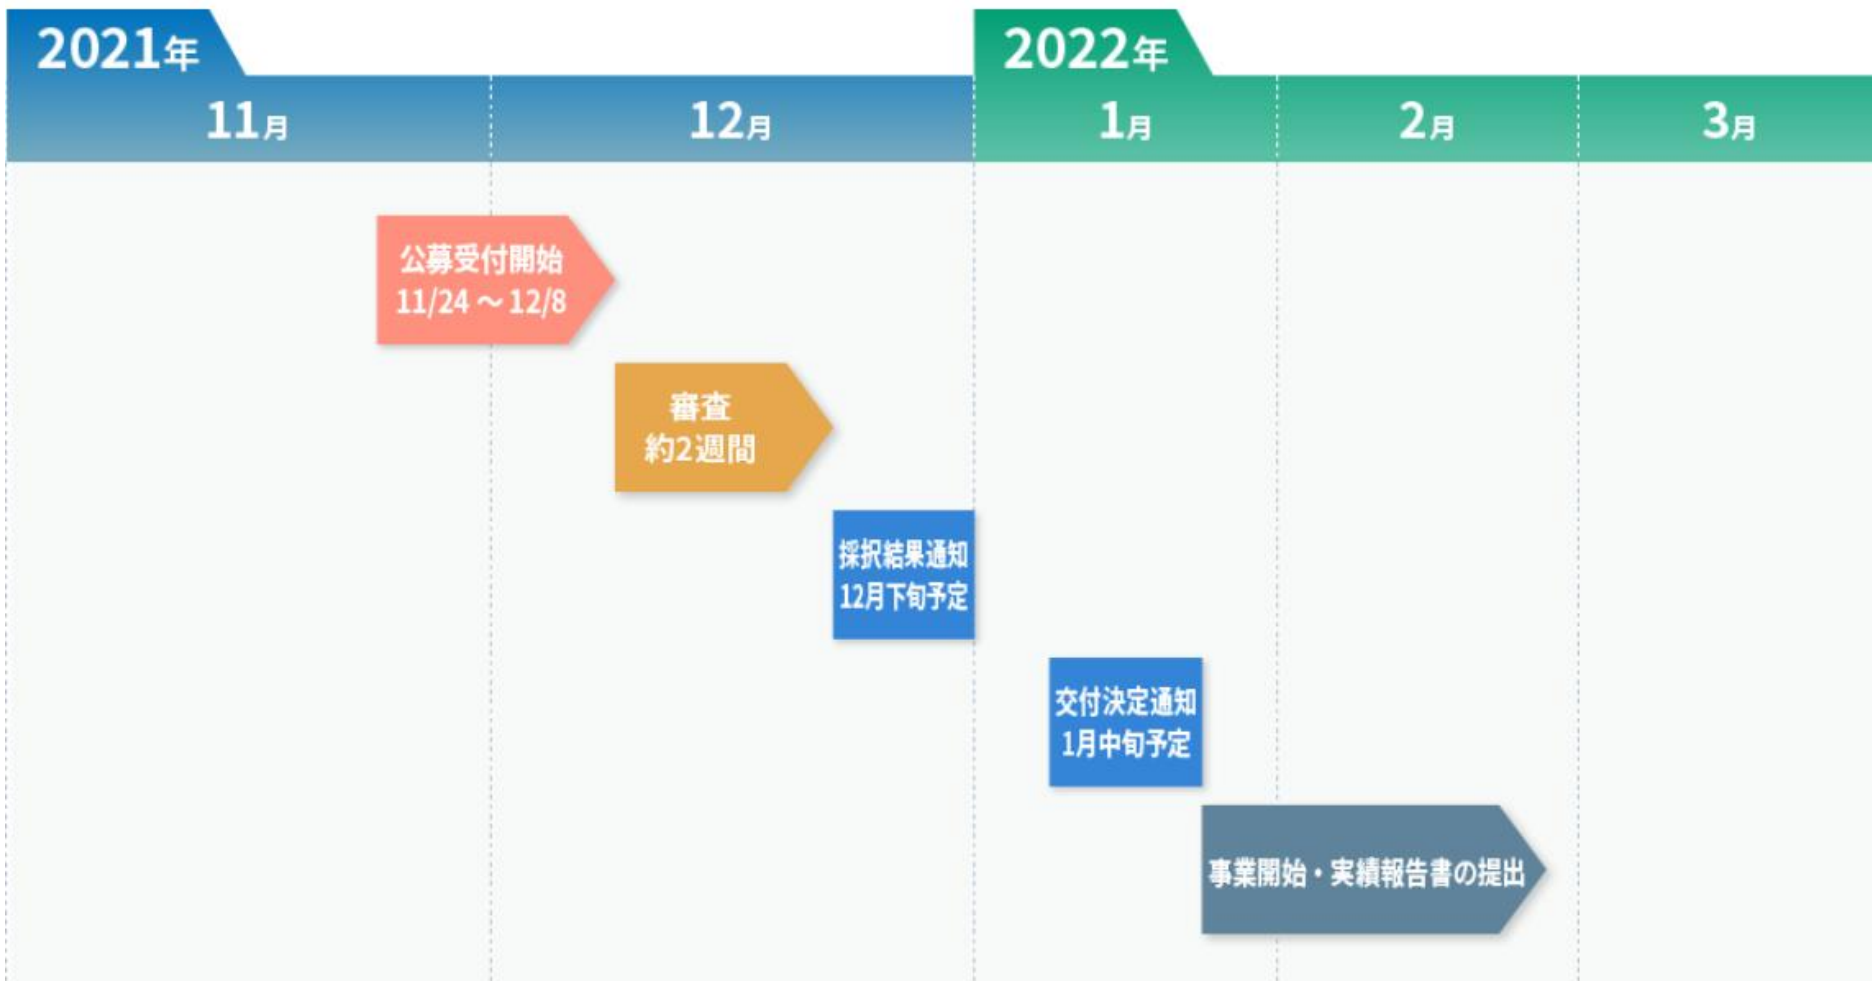 2021年
2022年
11月
12月
1月
2月
3月
公募受付開始
11/24 ～ 12/8
審査
約2週間
採択結果通知
12月下旬予定
交付決定通知
1月中旬予定
事業開始・実績報告書の提出